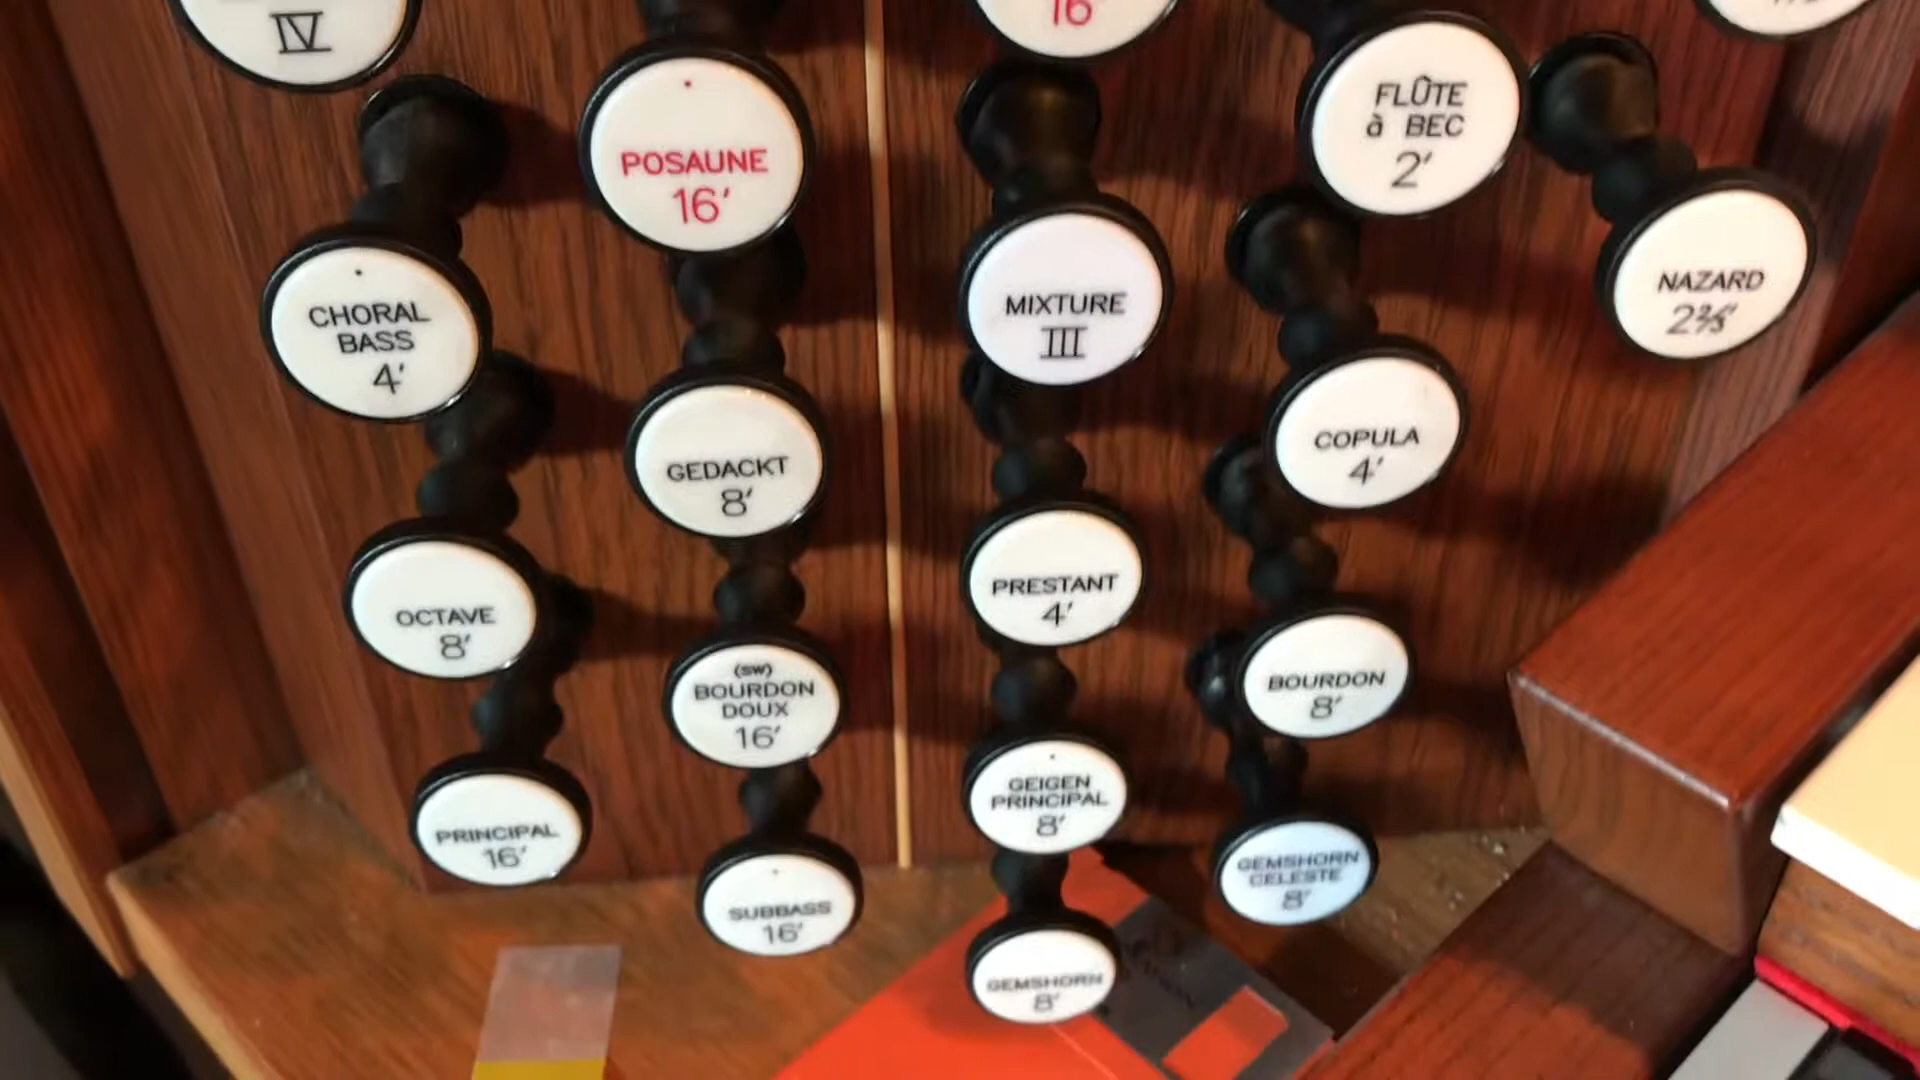 IV
POSAUNE
16'
CHORAL
BASS
4'
GEDACKT
8'
OCTAVE
8'
(SW)
BOURDON
DOUX
16'
PRINCIPAL
16'
SUBBASS
16'
16'
FLÛTE
à BEC
2'
MIXTURE
III
NAZARD
2⅔'
COPULA
4'
PRESTANT
4'
BOURDON
8'
GEIGEN
PRINCIPAL
8'
GEMSHORN
CELESTE
8'
GEMSHORN
8'